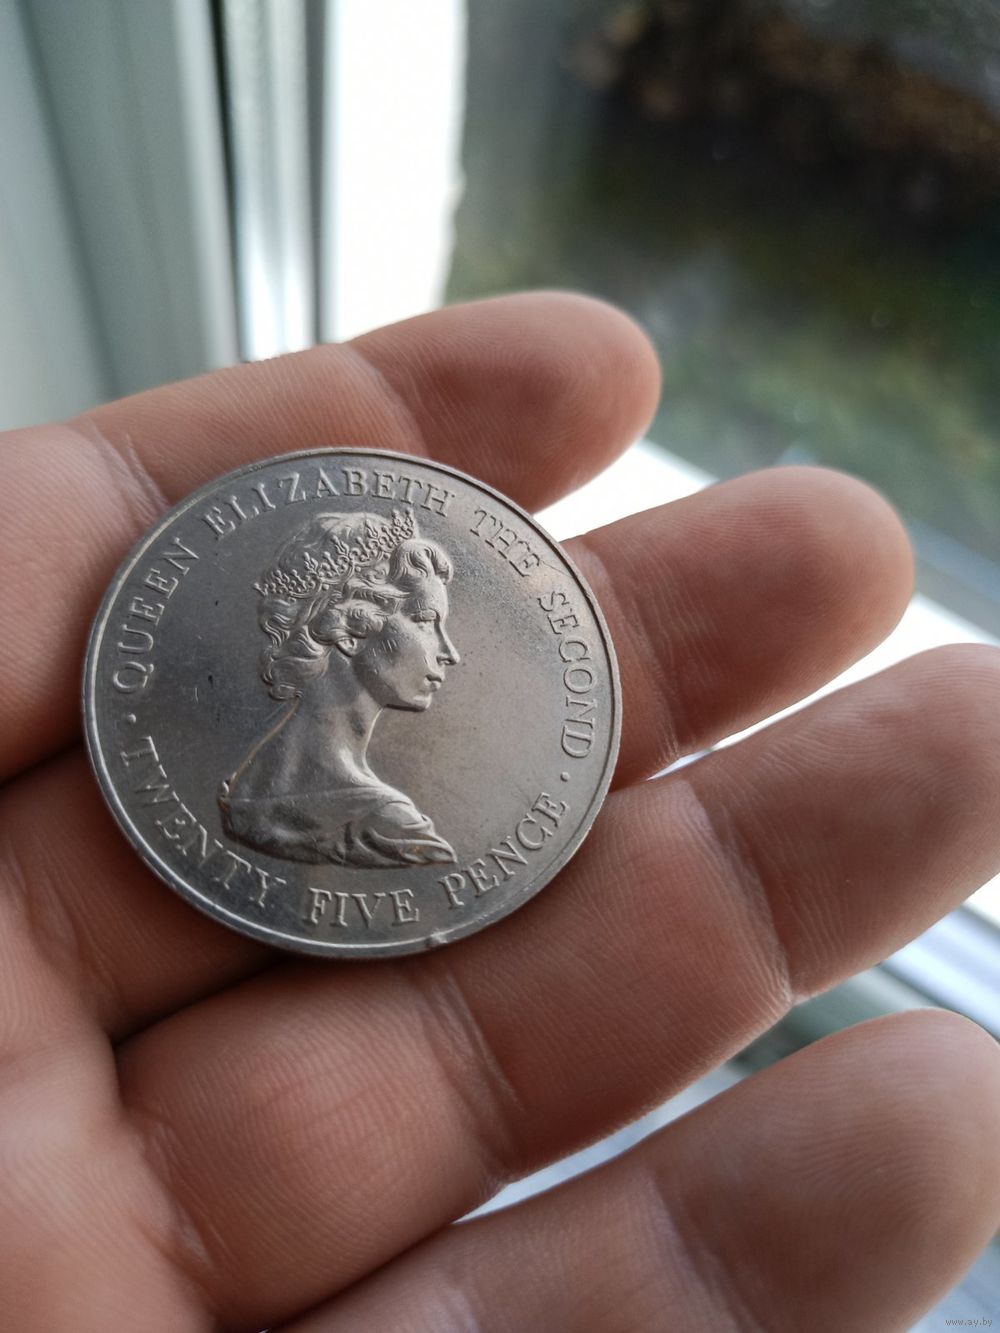 · QUEEN ELIZABETH THE SECOND ·
TWENTY FIVE PENCE
www.ay.by